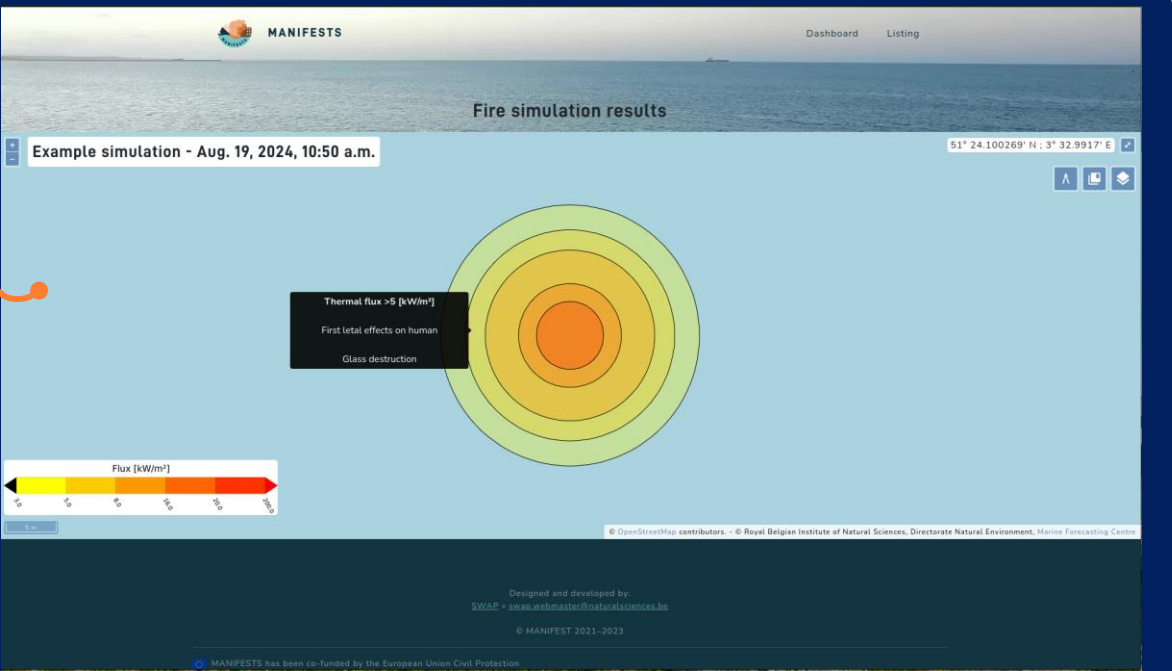 MANIFESTS
Dashboard Listing
Fire simulation results
+
−
Example simulation - Aug. 19, 2024, 10:50 a.m.
51° 24.100269' N ; 3° 32.9917' E
Thermal flux >5 [kW/m²]
First letal effects on human
Glass destruction
Flux [kW/m²]
3.0 5.0 8.0 16.0 20.0 200.0
5 m
© OpenStreetMap contributors. - © Royal Belgian Institute of Natural Sciences, Directorate Natural Environment, Marine Forecasting Centre
Designed and developed by:
SWAP • swap.webmaster@naturalsciences.be
© MANIFEST 2021-2023
MANIFESTS has been co-funded by the European Union Civil Protection